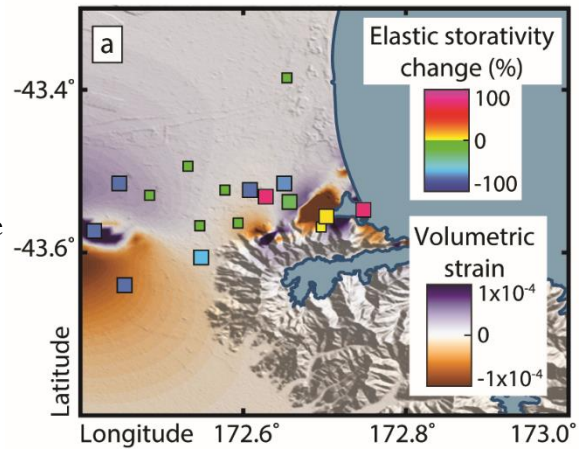 a
Elastic storativity
change (%)
100
0
-100
Volumetric
strain
1x10⁻⁴
0
-1x10⁻⁴
-43.4°
-43.6°
Latitude
Longitude
172.6°
172.8°
173.0°
e